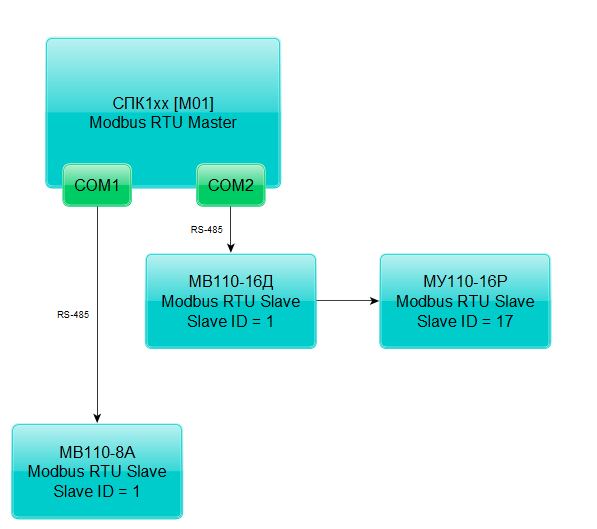 СПК1xx [M01]
Modbus RTU Master
COM1
COM2
RS-485
МВ110-16Д
Modbus RTU Slave
Slave ID = 1
МУ110-16Р
Modbus RTU Slave
Slave ID = 17
RS-485
МВ110-8А
Modbus RTU Slave
Slave ID = 1